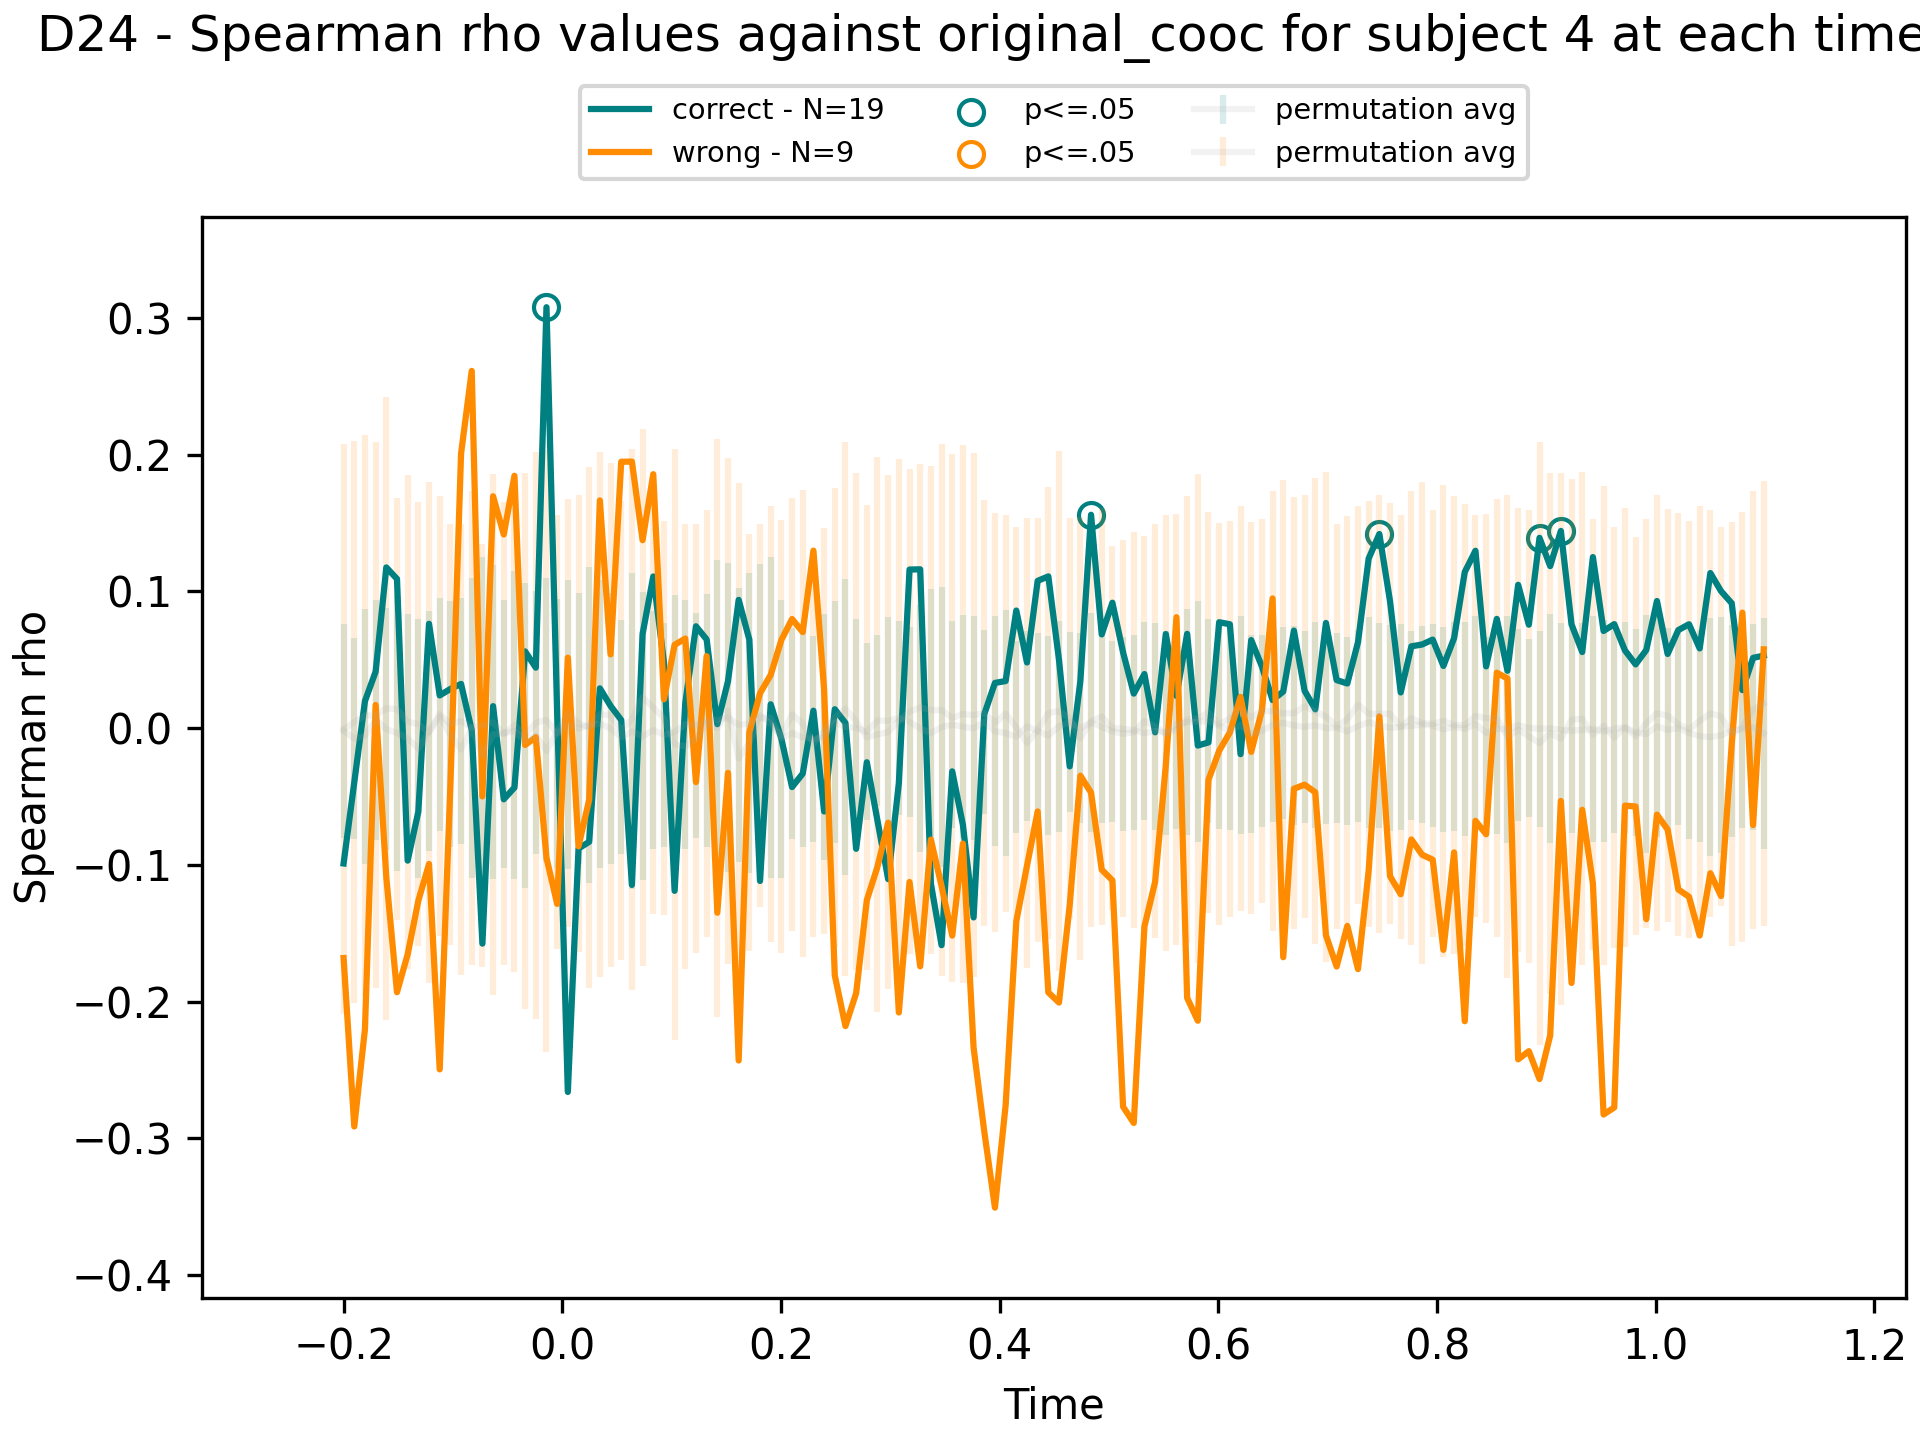 D24 - Spearman rho values against original_cooc for subject 4 at each time
correct - N=19
wrong - N=9
p<=.05
p<=.05
permutation avg
permutation avg
Spearman rho
0.3
0.2
0.1
0.0
−0.1
−0.2
−0.3
−0.4
−0.2 0.0 0.2 0.4 0.6 0.8 1.0 1.2
Time